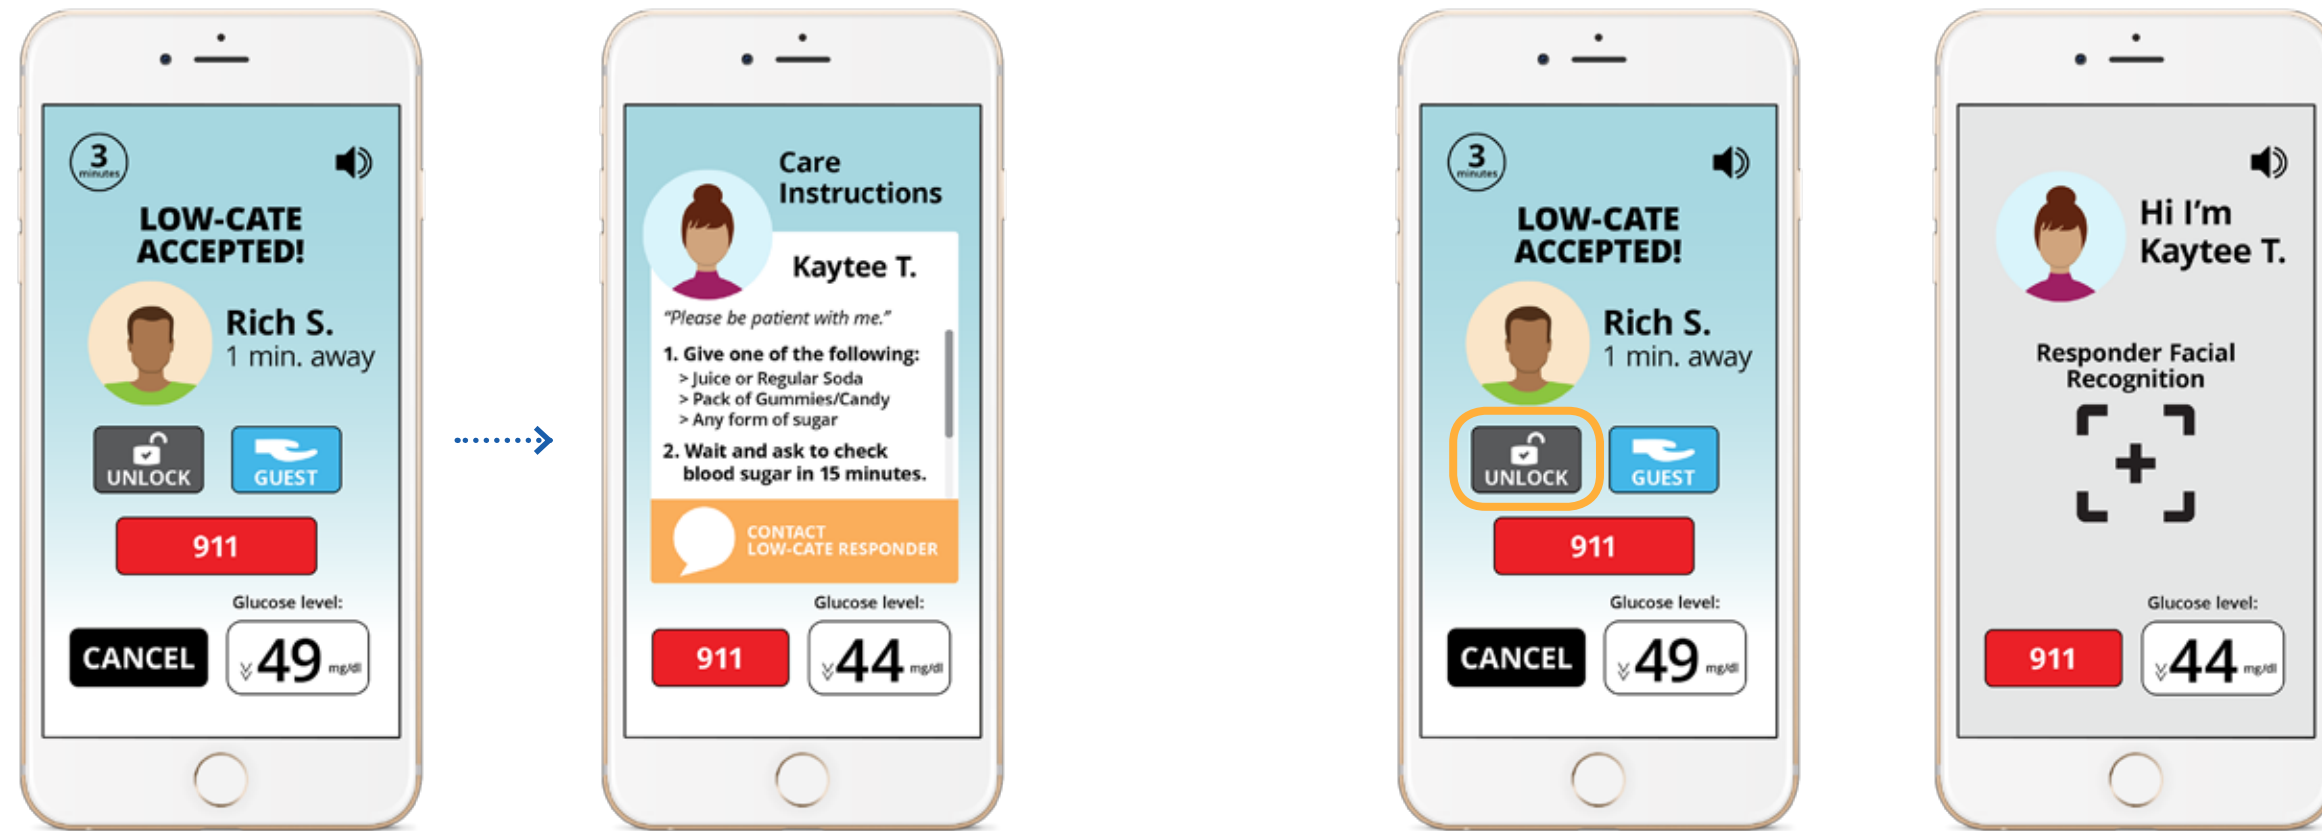 3
minutes
LOW-CATE
ACCEPTED!
Rich S.
1 min. away
UNLOCK
GUEST
911
Glucose level:
CANCEL
49 mg/dl
Care
Instructions
Kaytee T.
“Please be patient with me.”
1. Give one of the following:
> Juice or Regular Soda
> Pack of Gummies/Candy
> Any form of sugar
2. Wait and ask to check
blood sugar in 15 minutes.
CONTACT
LOW-CATE RESPONDER
Glucose level:
911
44 mg/dl
3
minutes
LOW-CATE
ACCEPTED!
Rich S.
1 min. away
UNLOCK
GUEST
911
Glucose level:
CANCEL
49 mg/dl
Hi I’m
Kaytee T.
Responder Facial
Recognition
Glucose level:
911
44 mg/dl